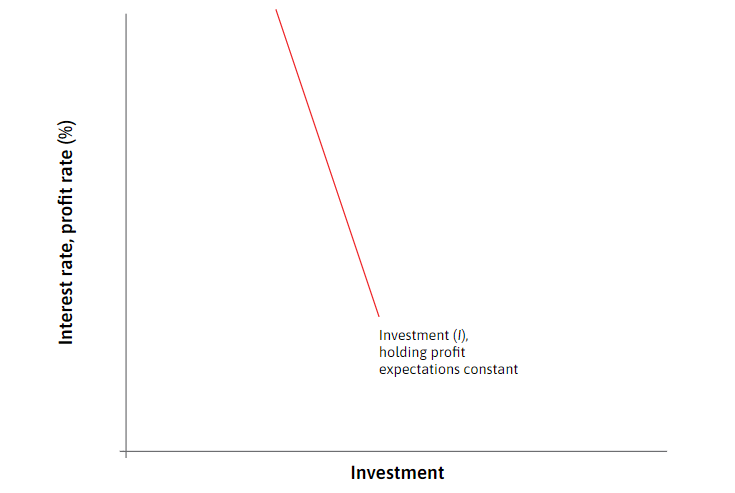 Interest rate, profit rate (%)
Investment (I),
holding profit
expectations constant
Investment